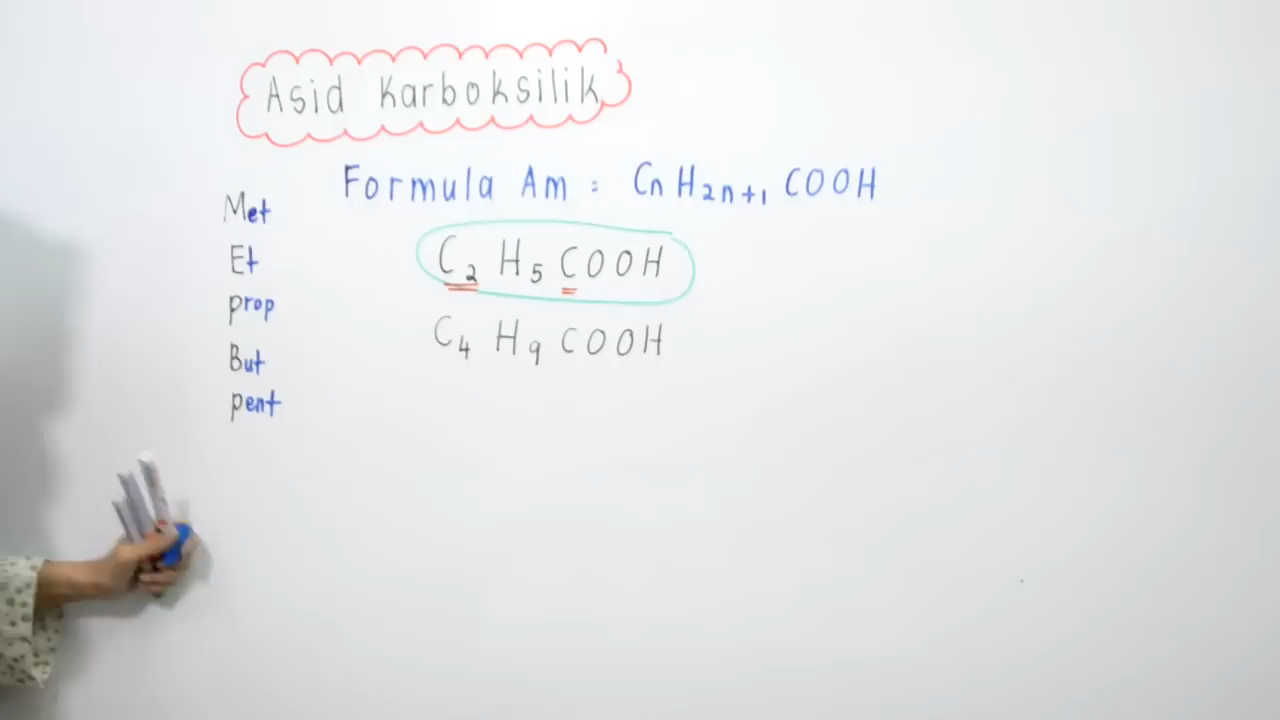 Asid Karboksilik
Formula Am = CnH2n+1 COOH
Met
Et
prop
But
pent
C2 H5 COOH
C4 H9 COOH